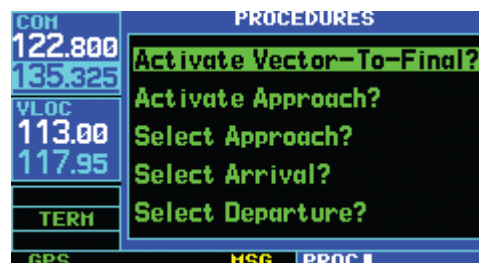 COM
122.800
135.325
VLOC
113.00
117.95
TERM
GPS
PROCEDURES
Activate Vector-To-Final?
Activate Approach?
Select Approach?
Select Arrival?
Select Departure?
MSG
PROC